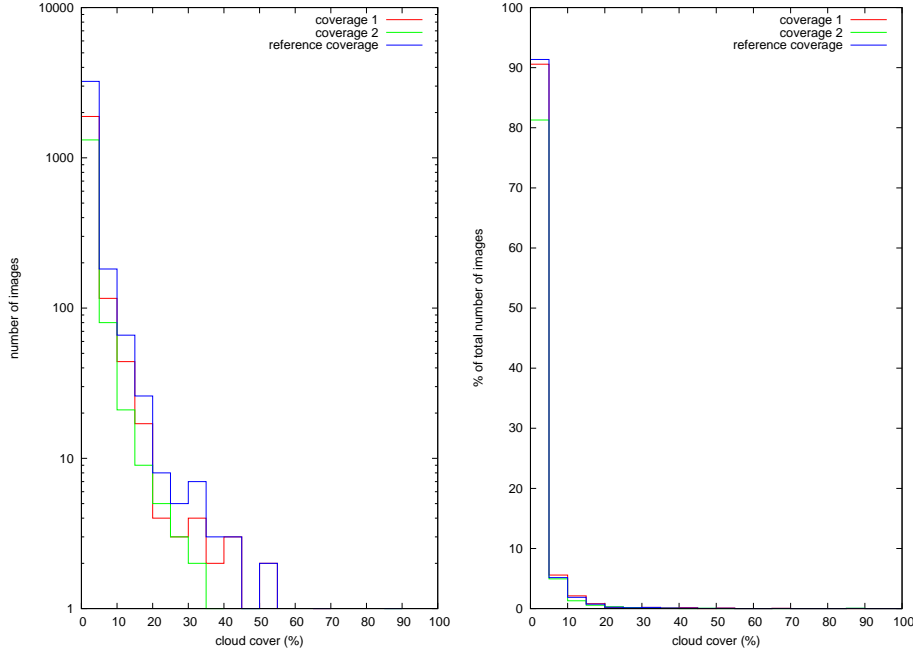 10000
1000
100
10
1
number of images
0 10 20 30 40 50 60 70 80 90 100
cloud cover (%)
coverage 1
coverage 2
reference coverage
100
90
80
70
60
50
40
30
20
10
0
% of total number of images
0 10 20 30 40 50 60 70 80 90 100
cloud cover (%)
coverage 1
coverage 2
reference coverage